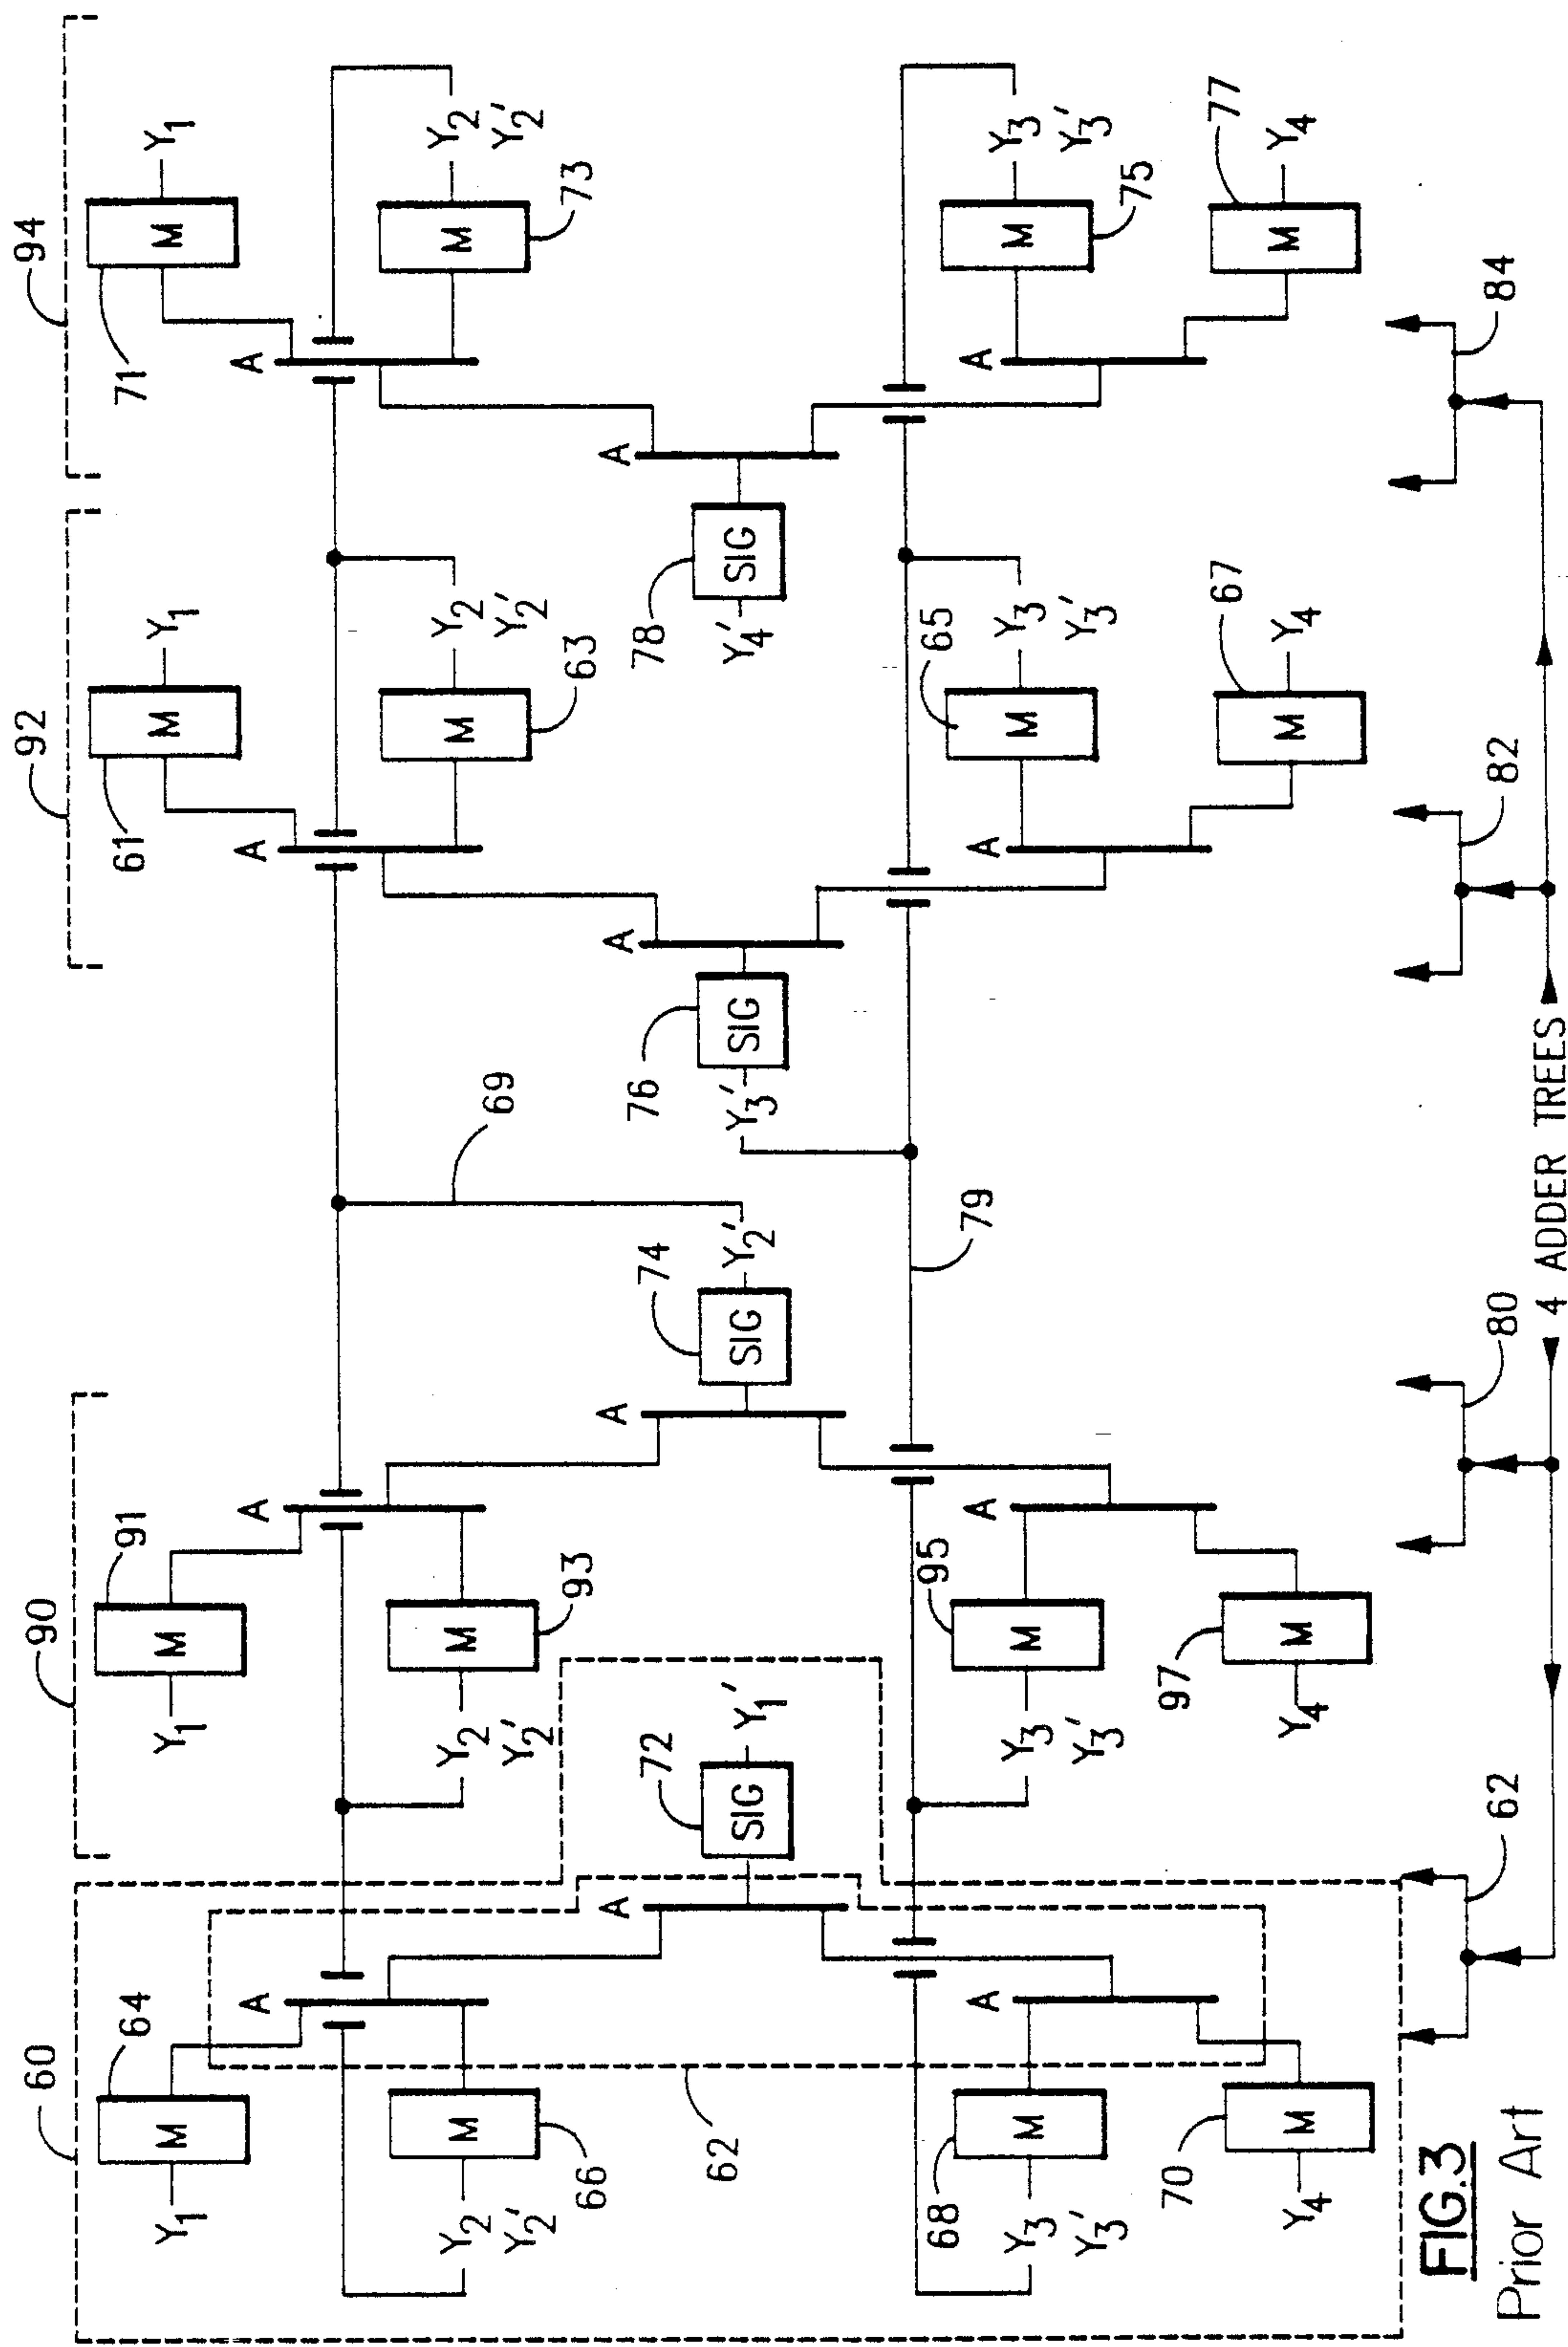 60 90 92 94
64 91 61 71
Y1 M Y1 M M Y1 M Y1
A A A A
Y2 M Y2 M M Y2 M Y2
69
Y2' Y2' Y2' Y2'
66 93 63 73
A A A A
72 74 76 78
62
SIG Y1' SIG Y2' Y3' SIG Y4' SIG
68 95 65
79
A A A A
Y3 M Y3 M M Y3 M Y3
Y3' Y3' Y3' Y3'
75
70 97 67 77
Y4 M Y4 M M Y4 M Y4
62 80 82 84
4 ADDER TREES
FIG.3
Prior Art